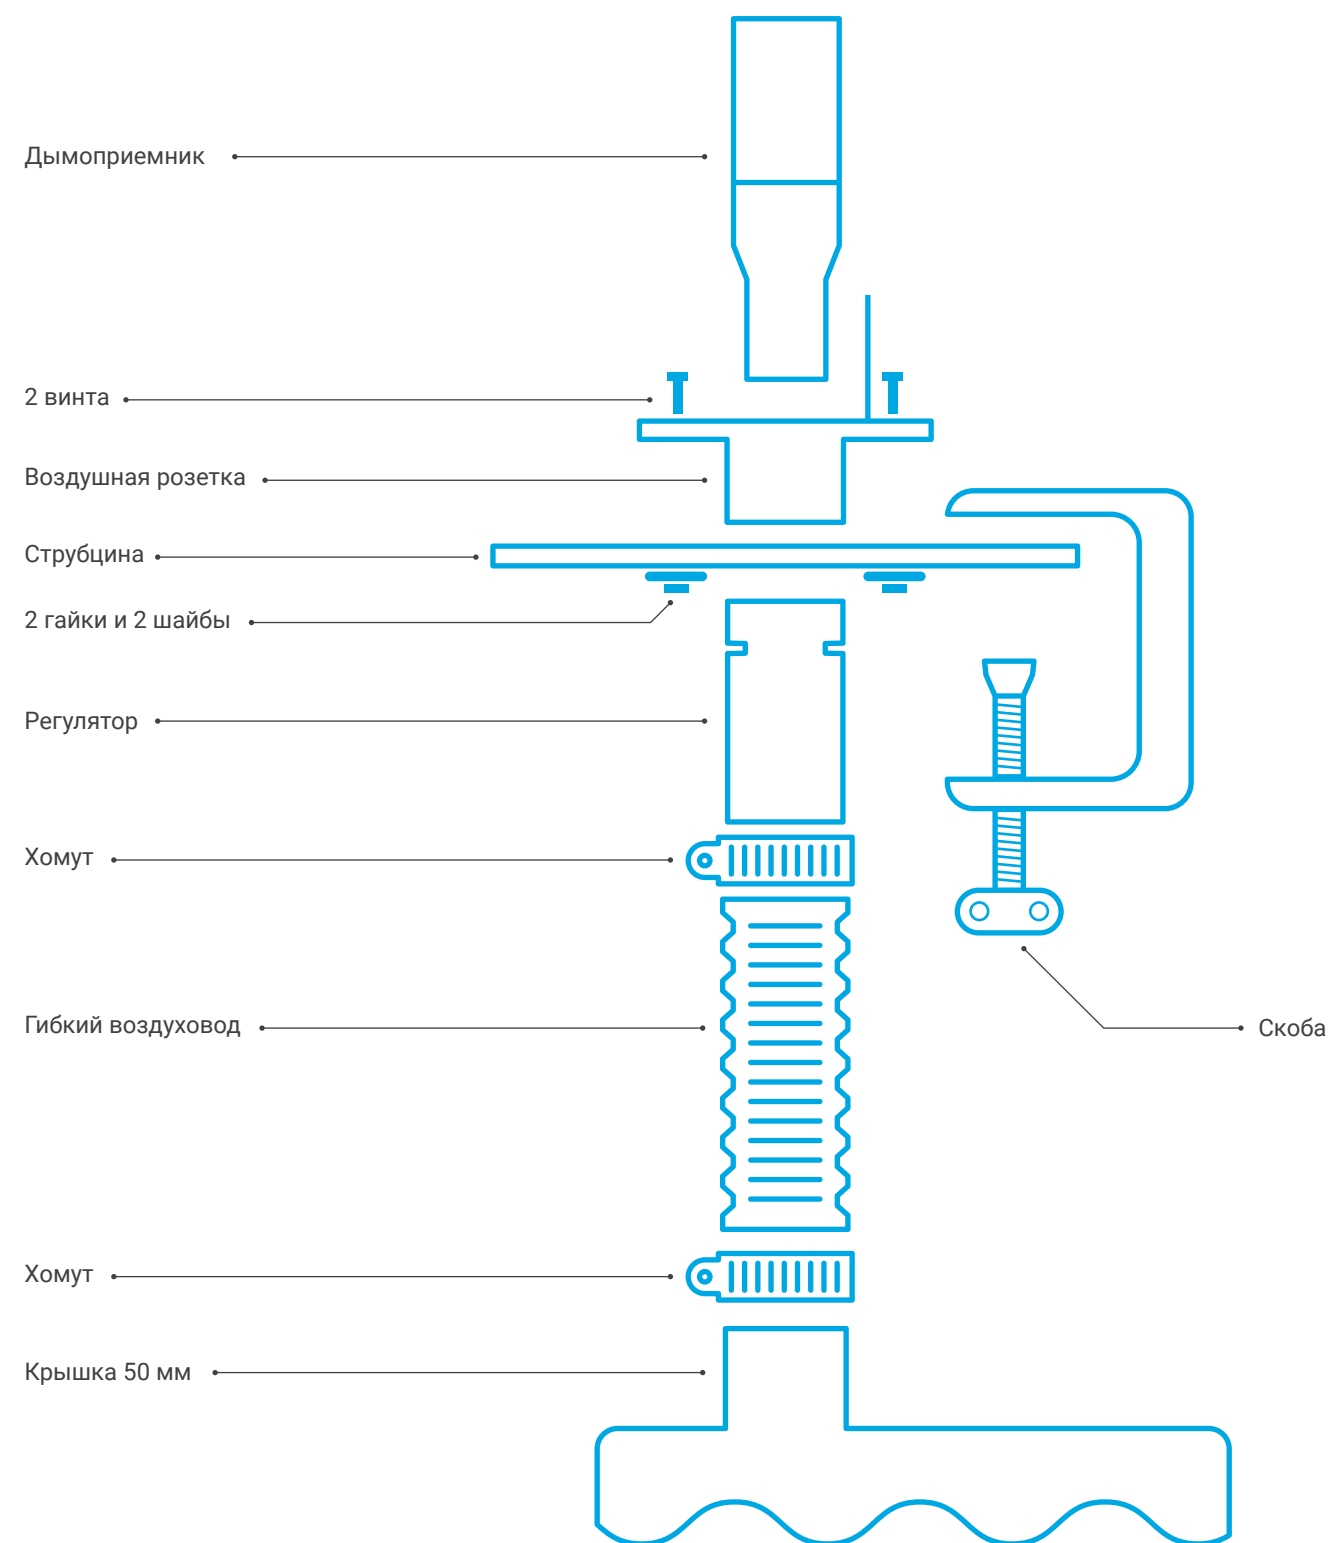 Дымоприемник
2 винта
Воздушная розетка
Струбцина
2 гайки и 2 шайбы
Регулятор
Хомут
Гибкий воздуховод
Скоба
Хомут
Крышка 50 мм